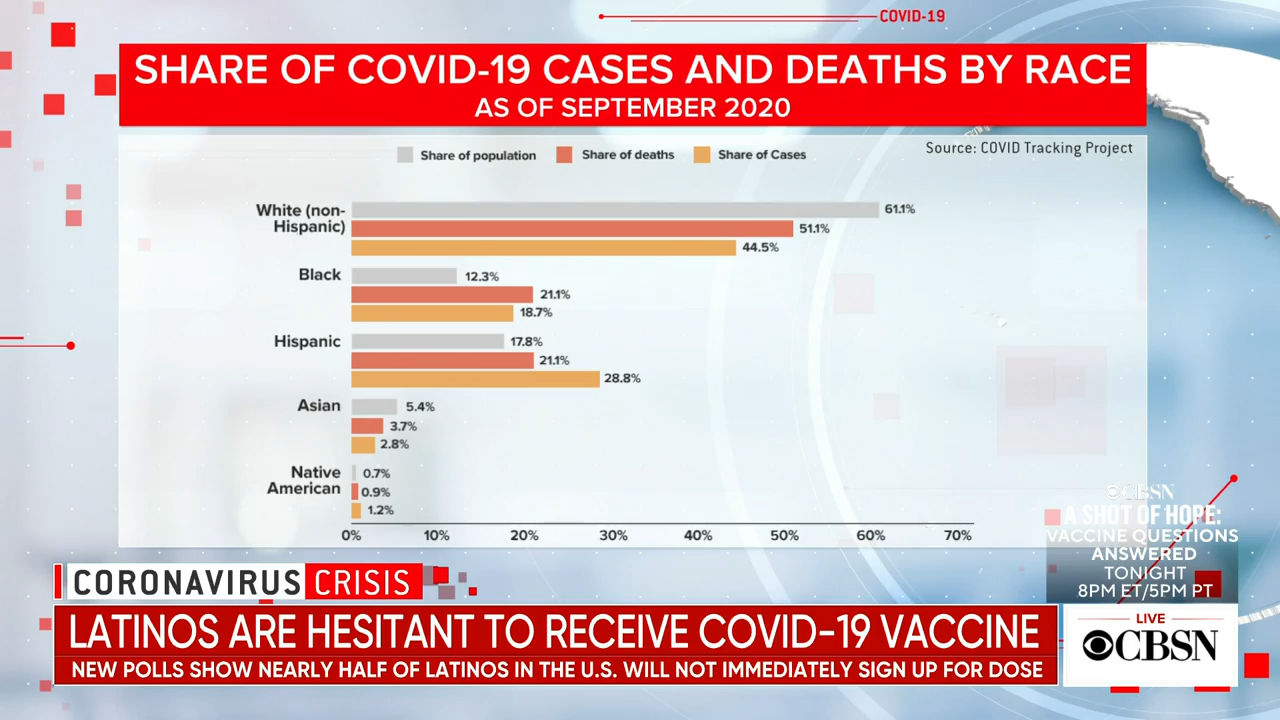 COVID-19
SHARE OF COVID-19 CASES AND DEATHS BY RACE
AS OF SEPTEMBER 2020
Share of population Share of deaths Share of Cases
Source: COVID Tracking Project
White (non-
Hispanic)
61.1%
51.1%
44.5%
Black
12.3%
21.1%
18.7%
Hispanic
17.8%
21.1%
28.8%
Asian
5.4%
3.7%
2.8%
Native
American
0.7%
0.9%
1.2%
0% 10% 20% 30% 40% 50% 60% 70%
CBSN
A SHOT OF HOPE:
VACCINE QUESTIONS
ANSWERED
TONIGHT
8PM ET/5PM PT
CORONAVIRUS CRISIS
LATINOS ARE HESITANT TO RECEIVE COVID-19 VACCINE
NEW POLLS SHOW NEARLY HALF OF LATINOS IN THE U.S. WILL NOT IMMEDIATELY SIGN UP FOR DOSE
LIVE
CBSN